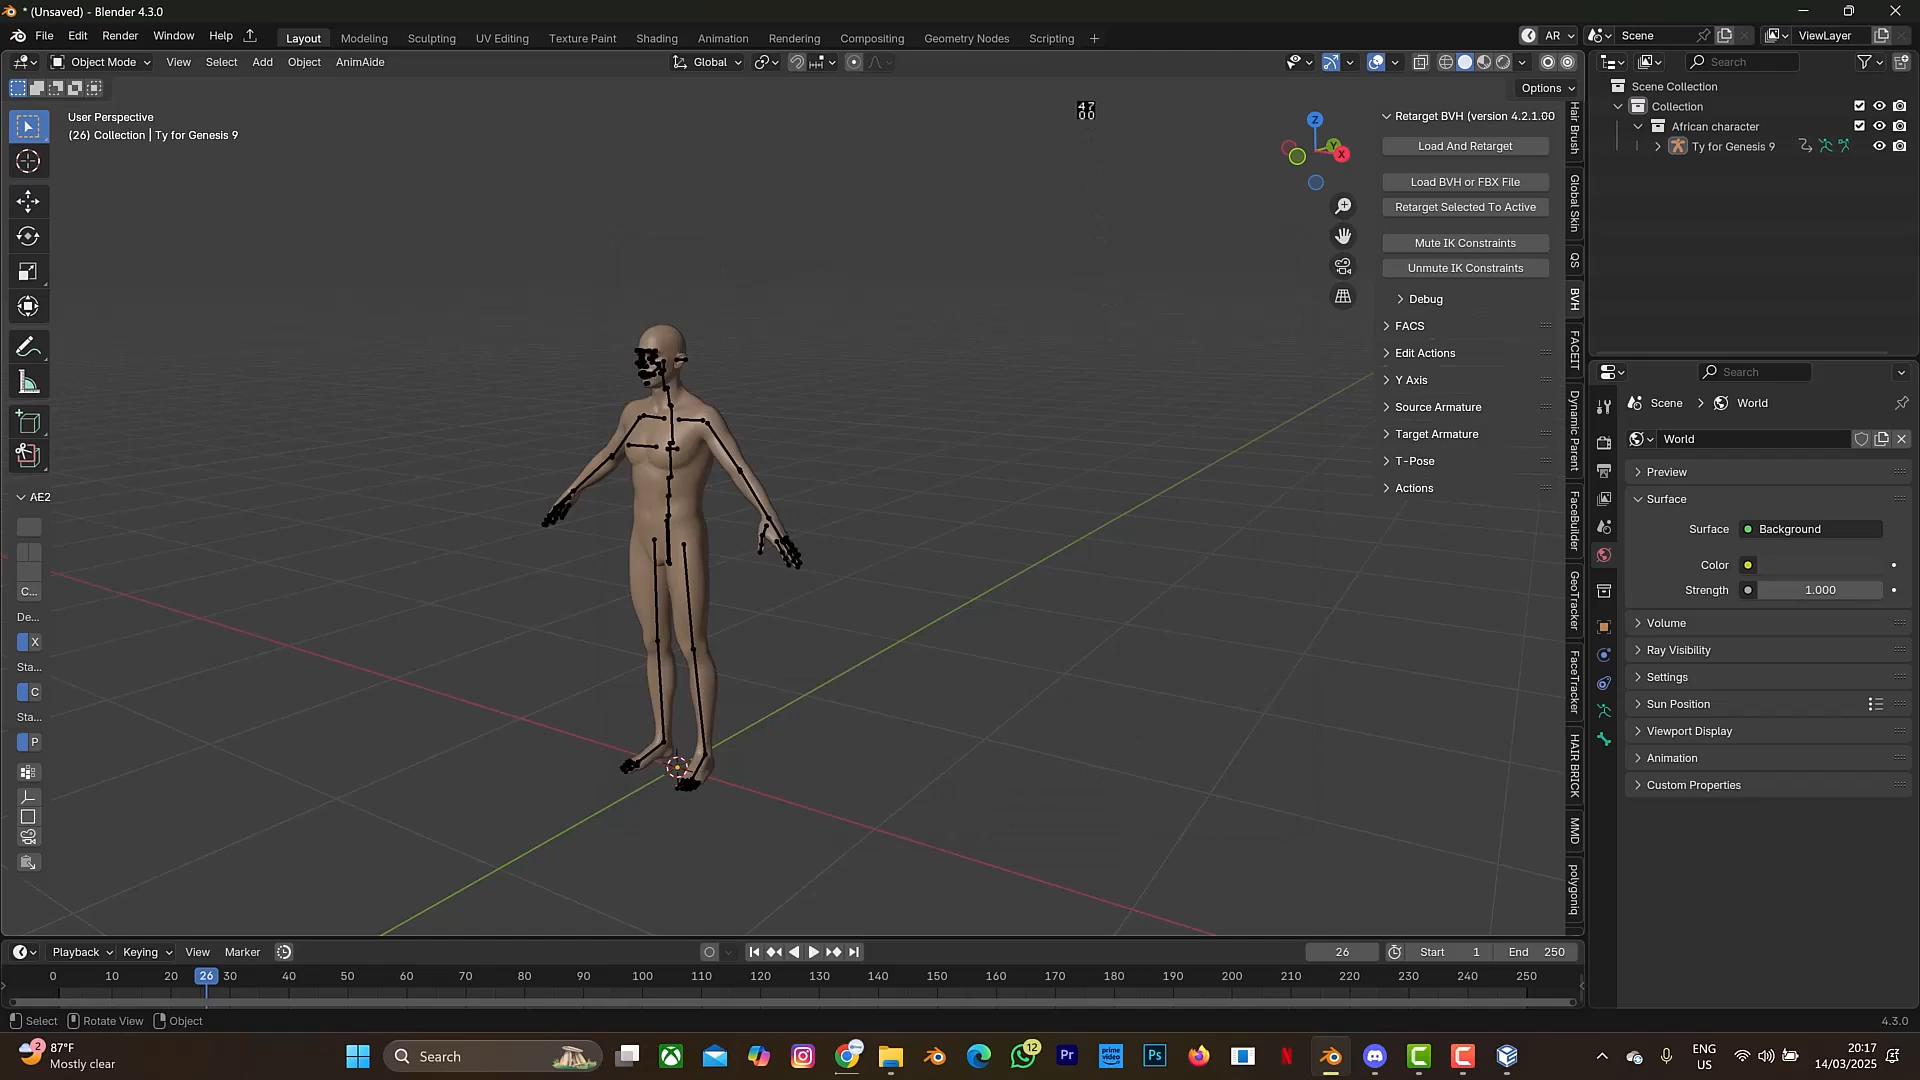 * (Unsaved) - Blender 4.3.0
File Edit Render Window Help Layout Modeling Sculpting UV Editing Texture Paint Shading Animation Rendering Compositing Geometry Nodes Scripting + AR Scene ViewLayer
Object Mode View Select Add Object AnimAide Global Search
Options
User Perspective
(26) Collection | Ty for Genesis 9
47
00
Z
Y
X
Retarget BVH (version 4.2.1.00
Load And Retarget
Load BVH or FBX File
Retarget Selected To Active
Mute IK Constraints
Unmute IK Constraints
Debug
FACS
Edit Actions
Y Axis
Source Armature
Target Armature
T-Pose
Actions
Hair Brush
Global Skin
QS
BVH
FACEIT
Dynamic Parent
FaceBuilder
GeoTracker
FaceTracker
HAIR BRICK
MMD
polygoniq
Scene Collection
Collection
African character
Ty for Genesis 9
Search
Scene > World
World
Preview
Surface
Surface Background
Color
Strength 1.000
Volume
Ray Visibility
Settings
Sun Position
Viewport Display
Animation
Custom Properties
AE2
C...
De...
X
Sta...
C
Sta...
P
Playback Keying View Marker 26 Start 1 End 250
0 10 20 26 30 40 50 60 70 80 90 100 110 120 130 140 150 160 170 180 190 200 210 220 230 240 250
Select Rotate View Object 4.3.0
2
87°F
Mostly clear
Search
12
Pr
prime video
Ps
N
ENG
US
20:17
14/03/2025